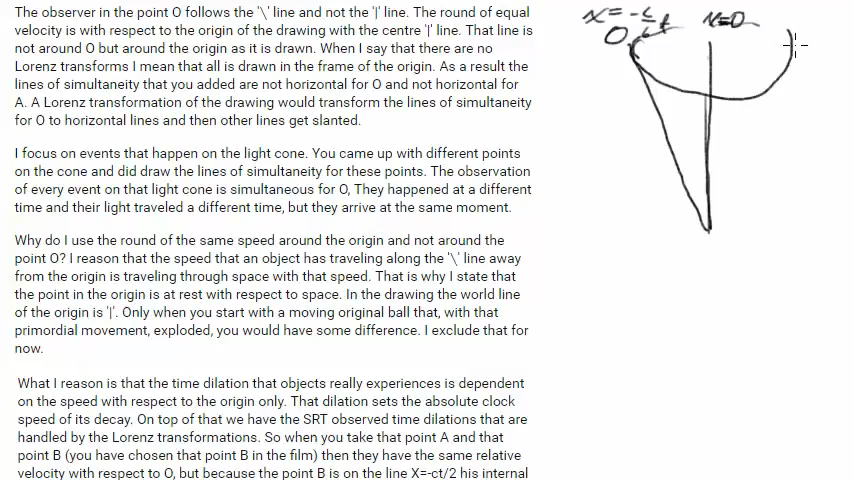 The observer in the point O follows the '\' line and not the '|' line. The round of equal
velocity is with respect to the origin of the drawing with the centre '|' line. That line is
not around O but around the origin as it is drawn. When I say that there are no
Lorenz transforms I mean that all is drawn in the frame of the origin. As a result the
lines of simultaneity that you added are not horizontal for O and not horizontal for
A. A Lorentz transformation of the drawing would transform the lines of simultaneity
for O to horizontal lines and then other lines get slanted.
I focus on events that happen on the light cone. You came up with different points
on the cone and did draw the lines of simultaneity for these points. The observation
of every event on that light cone is simultaneous for O, They happened at a different
time and their light traveled a different time, but they arrive at the same moment.
Why do I use the round of the same speed around the origin and not around the
point O? I reason that the speed that an object has traveling along the '\' line away
from the origin is traveling through space with that speed. That is why I state that
the point in the origin is at rest with respect to space. In the drawing the world line
of the origin is '|'. Only when you start with a moving original ball that, with that
primordial movement, exploded, you would have some difference. I exclude that for
now.
What I reason is that the time dilation that objects really experiences is dependent
on the speed with respect to the origin only. That dilation sets the absolute clock
speed of its decay. On top of that we have the SRT observed time dilations that are
handled by the Lorenz transformations. So when you take that point A and that
point B (you have chosen that point B in the film) then they have the same relative
velocity with respect to O, but because the point B is on the line X=-ct/2 his internal
x=-
x=0
O